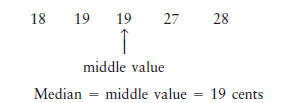 18 19 19 27 28
middle value
Median = middle value = 19 cents